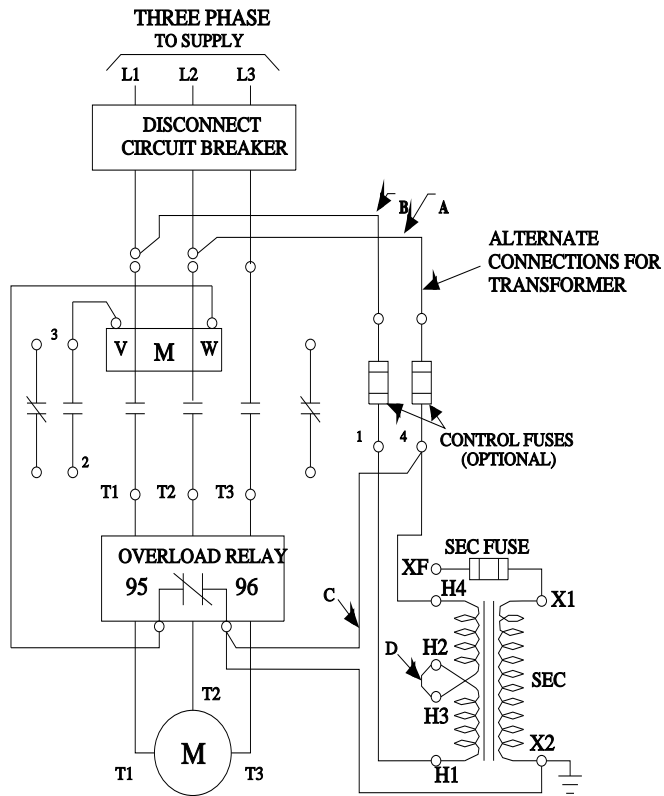 THREE PHASE
TO SUPPLY
L1 L2 L3
DISCONNECT
CIRCUIT BREAKER
B A
ALTERNATE
CONNECTIONS FOR
TRANSFORMER
3 V M W
1 4
CONTROL FUSES
(OPTIONAL)
2
T1 T2 T3
OVERLOAD RELAY
95 96
SEC FUSE
XF
H4 X1
C
D H2
SEC
H3
T2
M
T1 T3
X2
H1